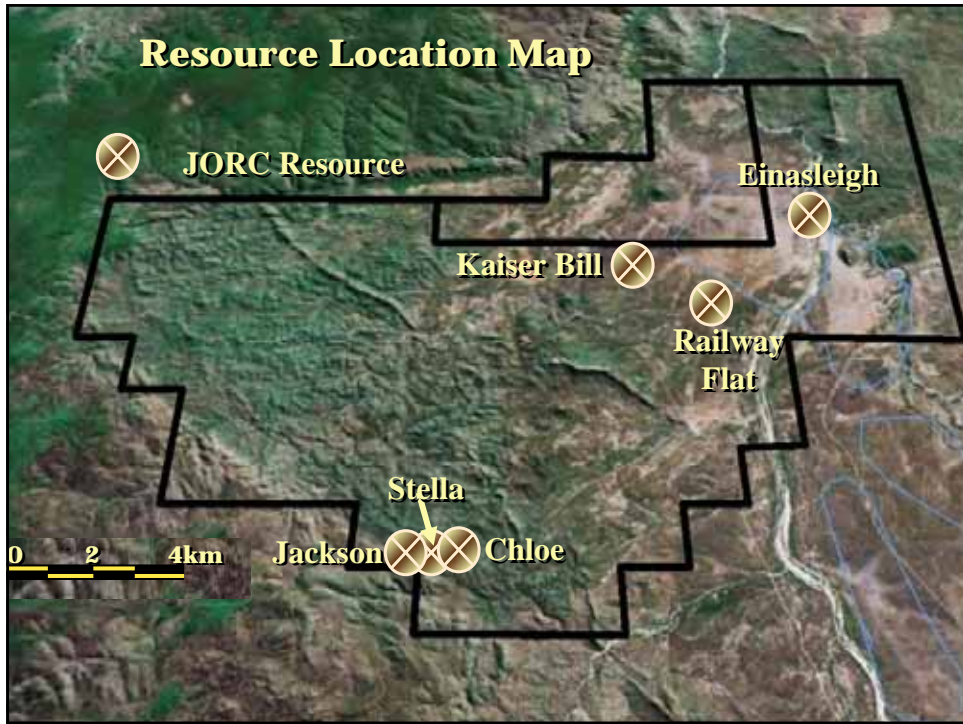 Resource Location Map
JORC Resource
Einasleigh
Kaiser Bill
Railway
Flat
Stella
Jackson
Chloe
0 2 4km